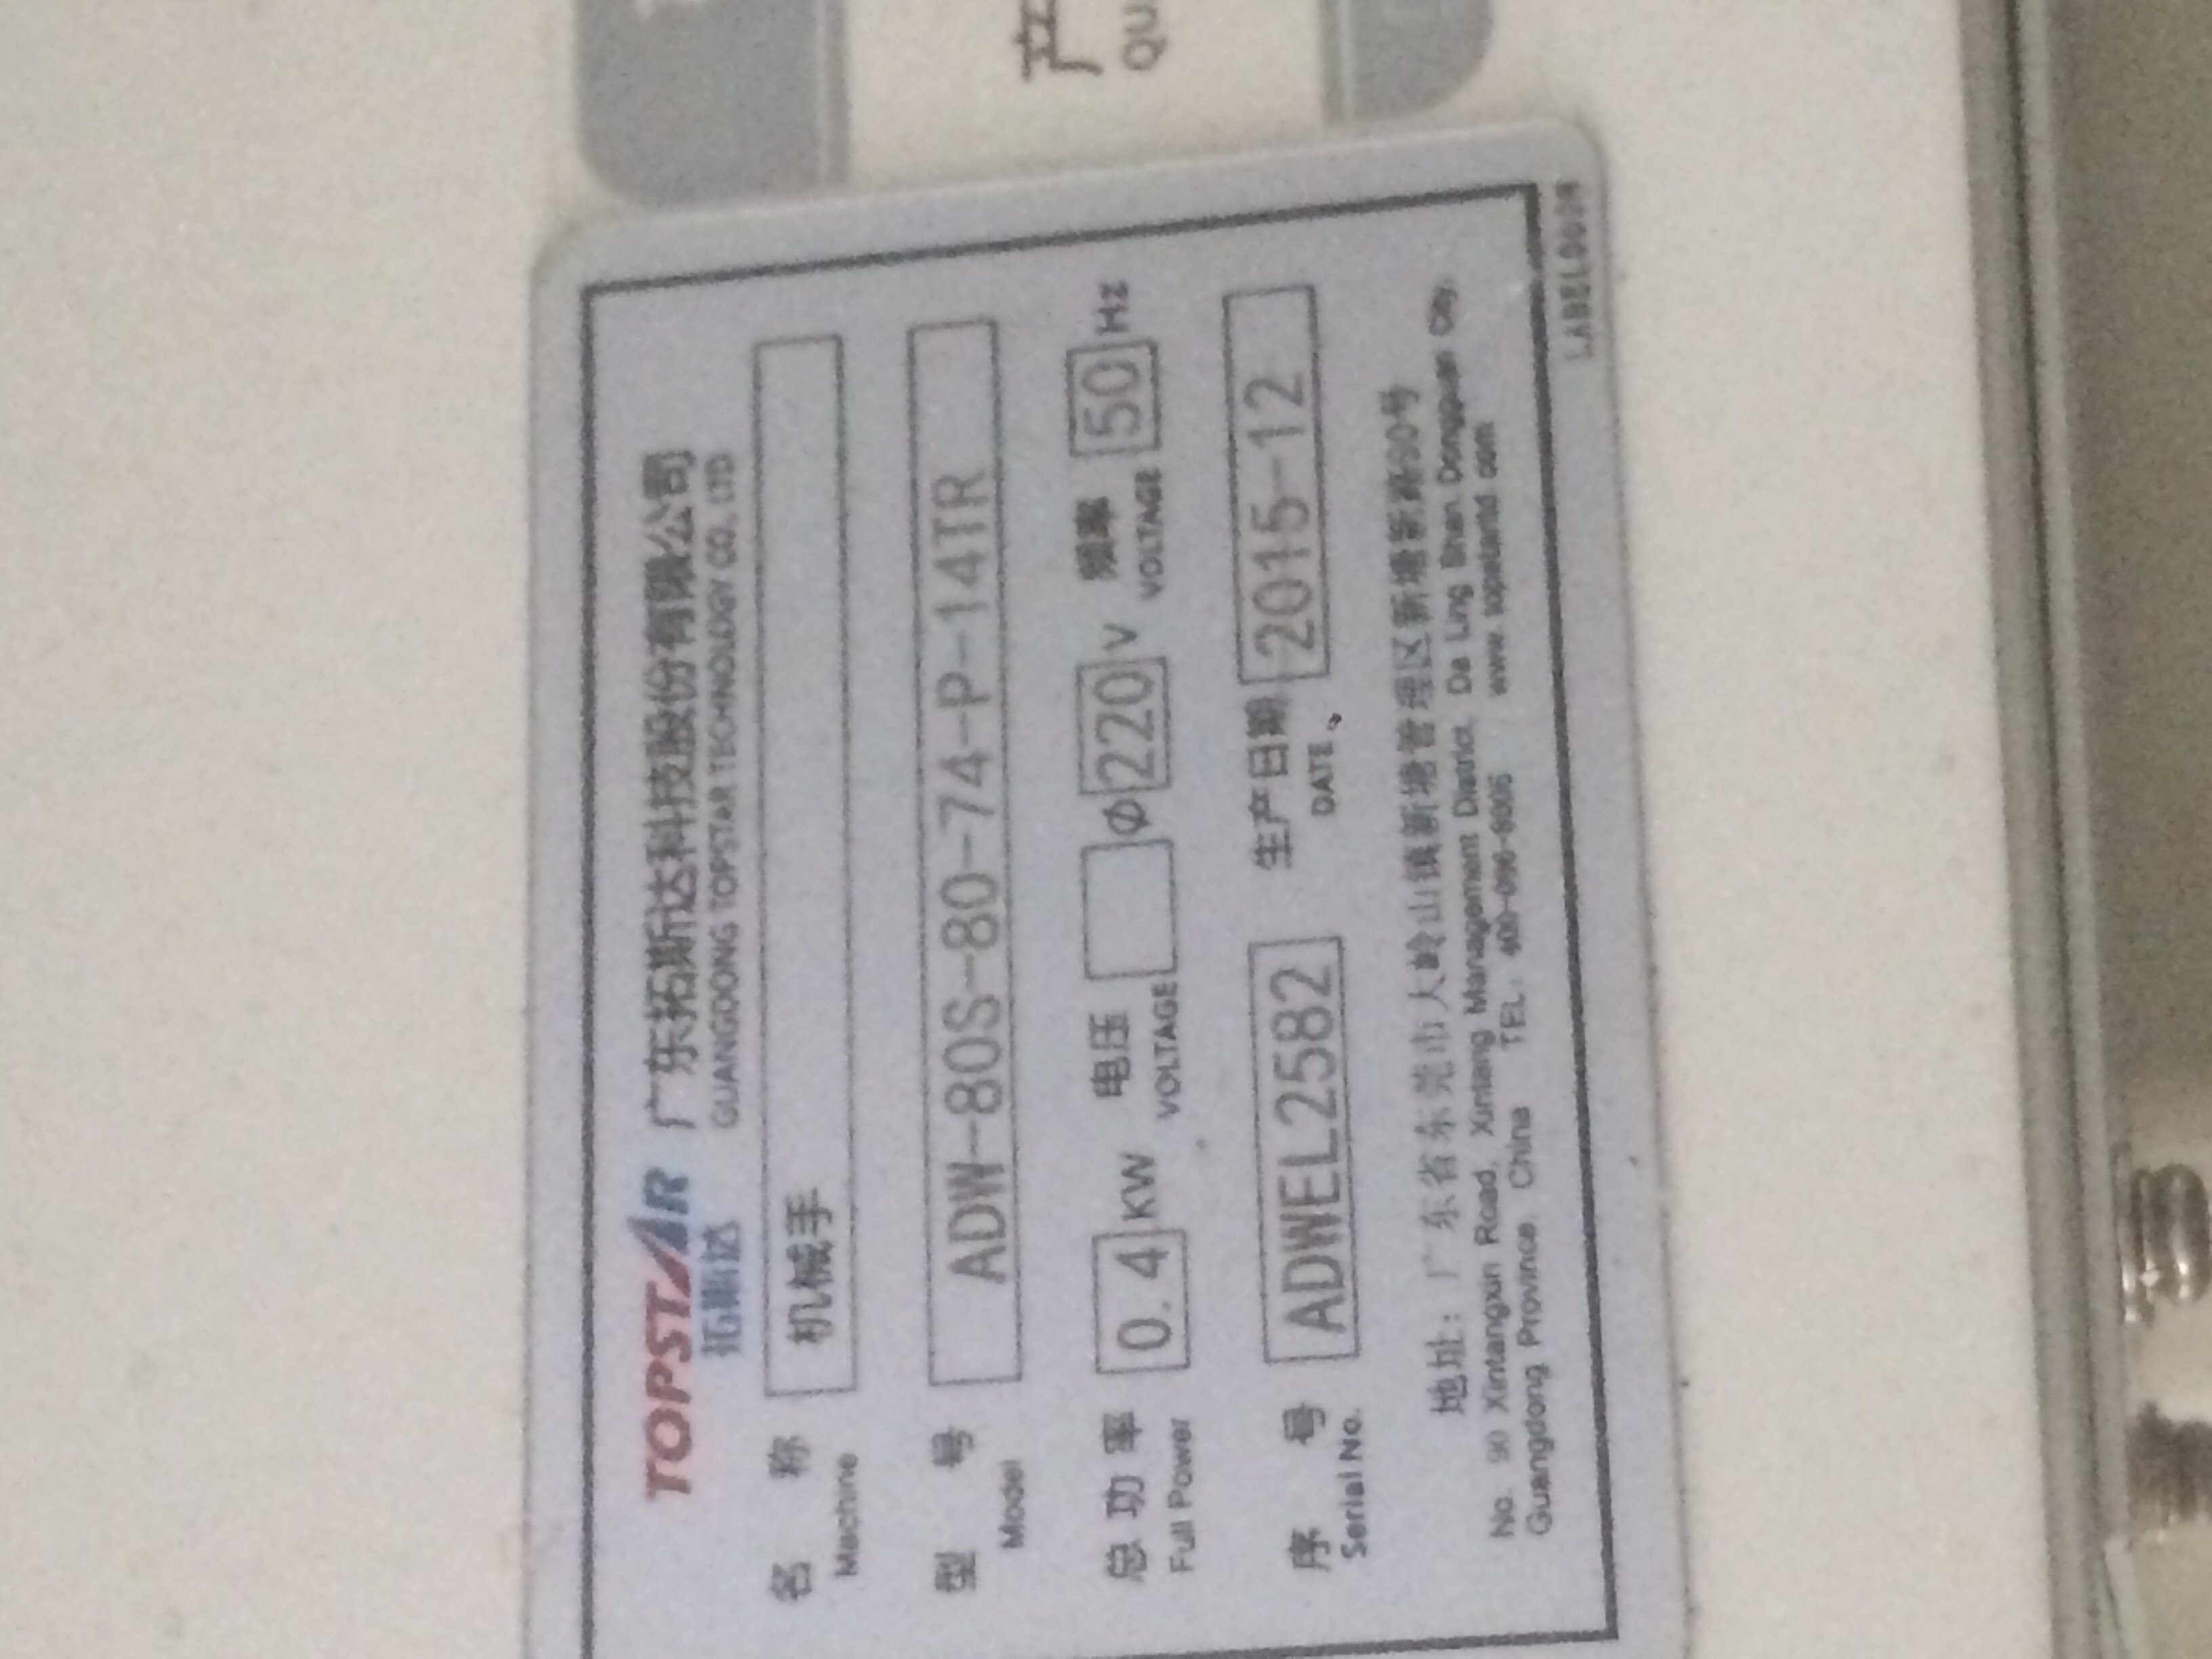 产
QU
TOPSTAR 广东拓斯达科技股份有限公司
拓斯达 GUANGDONG TOPSTAR TECHNOLOGY CO., LTD
名 称 机械手
Machine
型 号 ADW-80S-80-74-P-14TR
Model
总功率 0.4 KW 电压 Φ 220 V 频率 50 Hz
Full Power VOLTAGE VOLTAGE
序 号 ADWEL2582 生产日期 2015-12
Serial No. DATE
地址：广东省东莞市大岭山镇新塘管理区新塘新路90号
No. 90 Xintangxin Road, Xintang Management District, Da Ling Shan Dongguan City,
Guangdong Province, China TEL: 400-096-6005 www.topstarltd.com